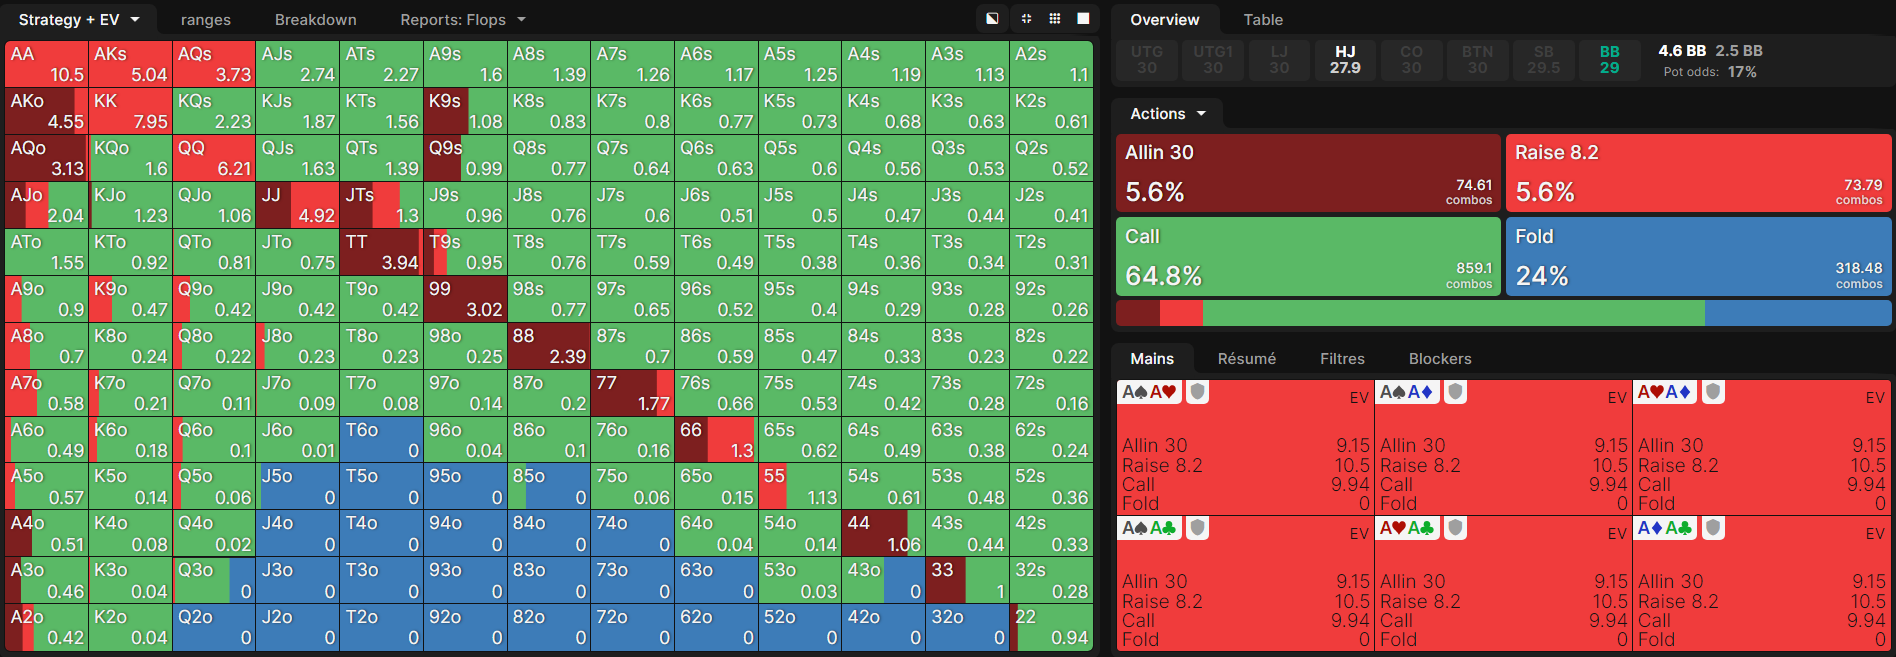 Strategy + EV ranges Breakdown Reports: Flops
AA AKs AQs AJs ATs A9s A8s A7s A6s A5s A4s A3s A2s
10.5 5.04 3.73 2.74 2.27 1.6 1.39 1.26 1.17 1.25 1.19 1.13 1.1
AKo KK KQs KJs KTs K9s K8s K7s K6s K5s K4s K3s K2s
4.55 7.95 2.23 1.87 1.56 1.08 0.83 0.8 0.77 0.73 0.68 0.63 0.61
AQo KQo QQ QJs QTs Q9s Q8s Q7s Q6s Q5s Q4s Q3s Q2s
3.13 1.6 6.21 1.63 1.39 0.99 0.77 0.64 0.63 0.6 0.56 0.53 0.52
AJo KJo QJo JJ JTs J9s J8s J7s J6s J5s J4s J3s J2s
2.04 1.23 1.06 4.92 1.3 0.96 0.76 0.6 0.51 0.5 0.47 0.44 0.41
ATo KTo QTo JTo TT T9s T8s T7s T6s T5s T4s T3s T2s
1.55 0.92 0.81 0.75 3.94 0.95 0.76 0.59 0.49 0.38 0.36 0.34 0.31
A9o K9o Q9o J9o T9o 99 98s 97s 96s 95s 94s 93s 92s
0.9 0.47 0.42 0.42 0.42 3.02 0.77 0.65 0.52 0.4 0.29 0.28 0.26
A8o K8o Q8o J8o T8o 98o 88 87s 86s 85s 84s 83s 82s
0.7 0.24 0.22 0.23 0.23 0.25 2.39 0.7 0.59 0.47 0.33 0.23 0.22
A7o K7o Q7o J7o T7o 97o 87o 77 76s 75s 74s 73s 72s
0.58 0.21 0.11 0.09 0.08 0.14 0.2 1.77 0.66 0.53 0.42 0.28 0.16
A6o K6o Q6o J6o T6o 96o 86o 76o 66 65s 64s 63s 62s
0.49 0.18 0.1 0.01 0 0.04 0.1 0.16 1.3 0.62 0.49 0.38 0.24
A5o K5o Q5o J5o T5o 95o 85o 75o 65o 55 54s 53s 52s
0.57 0.14 0.06 0 0 0 0 0.06 0.15 1.13 0.61 0.48 0.36
A4o K4o Q4o J4o T4o 94o 84o 74o 64o 54o 44 43s 42s
0.51 0.08 0.02 0 0 0 0 0 0.04 0.14 1.06 0.44 0.33
A3o K3o Q3o J3o T3o 93o 83o 73o 63o 53o 43o 33 32s
0.46 0.04 0 0 0 0 0 0 0 0.03 0 1 0.28
A2o K2o Q2o J2o T2o 92o 82o 72o 62o 52o 42o 32o 22
0.42 0.04 0 0 0 0 0 0 0 0 0 0 0.94
Overview Table
UTG UTG1 LJ HJ CO BTN SB BB 4.6 BB 2.5 BB
30 30 30 27.9 30 30 29.5 29 Pot odds: 17%
Actions
Allin 30 Raise 8.2
5.6% 74.61 combos 5.6% 73.79 combos
Call Fold
64.8% 859.1 combos 24% 318.48 combos
Mains Résumé Filtres Blockers
A♠A♥ EV A♠A♦ EV A♥A♦ EV
Allin 30 9.15 Allin 30 9.15 Allin 30 9.15
Raise 8.2 10.5 Raise 8.2 10.5 Raise 8.2 10.5
Call 9.94 Call 9.94 Call 9.94
Fold 0 Fold 0 Fold 0
A♠A♣ EV A♥A♣ EV A♦A♣ EV
Allin 30 9.15 Allin 30 9.15 Allin 30 9.15
Raise 8.2 10.5 Raise 8.2 10.5 Raise 8.2 10.5
Call 9.94 Call 9.94 Call 9.94
Fold 0 Fold 0 Fold 0